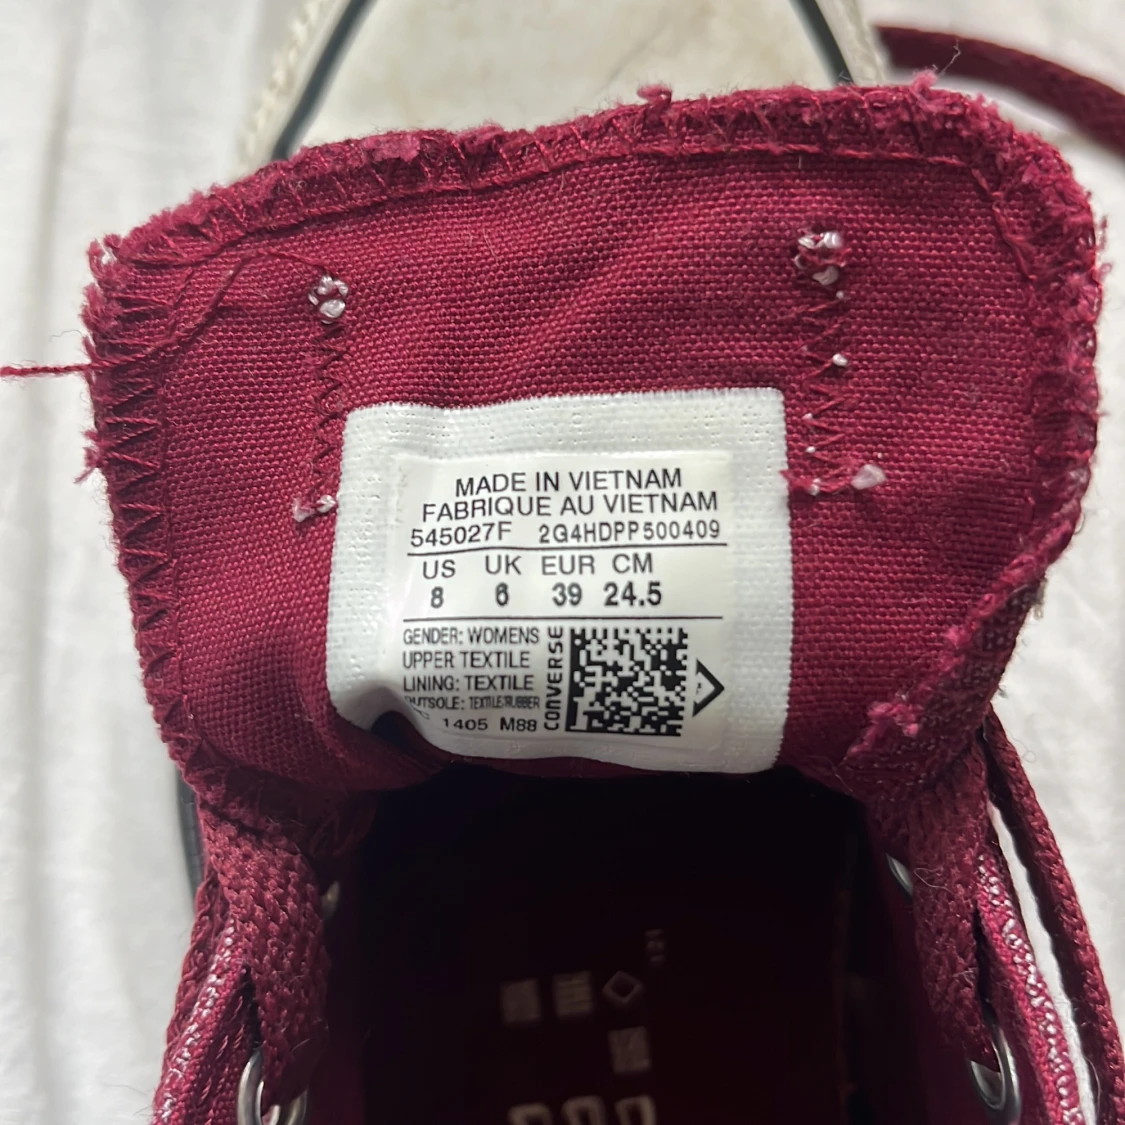 MADE IN VIETNAM
FABRIQUE AU VIETNAM
545027F 2G4HDPP500409
US UK EUR CM
8 6 39 24.5
GENDER: WOMENS
UPPER TEXTILE
LINING: TEXTILE
OUTSOLE: TEXTILE/RUBBER
1405 M88
CONVERSE